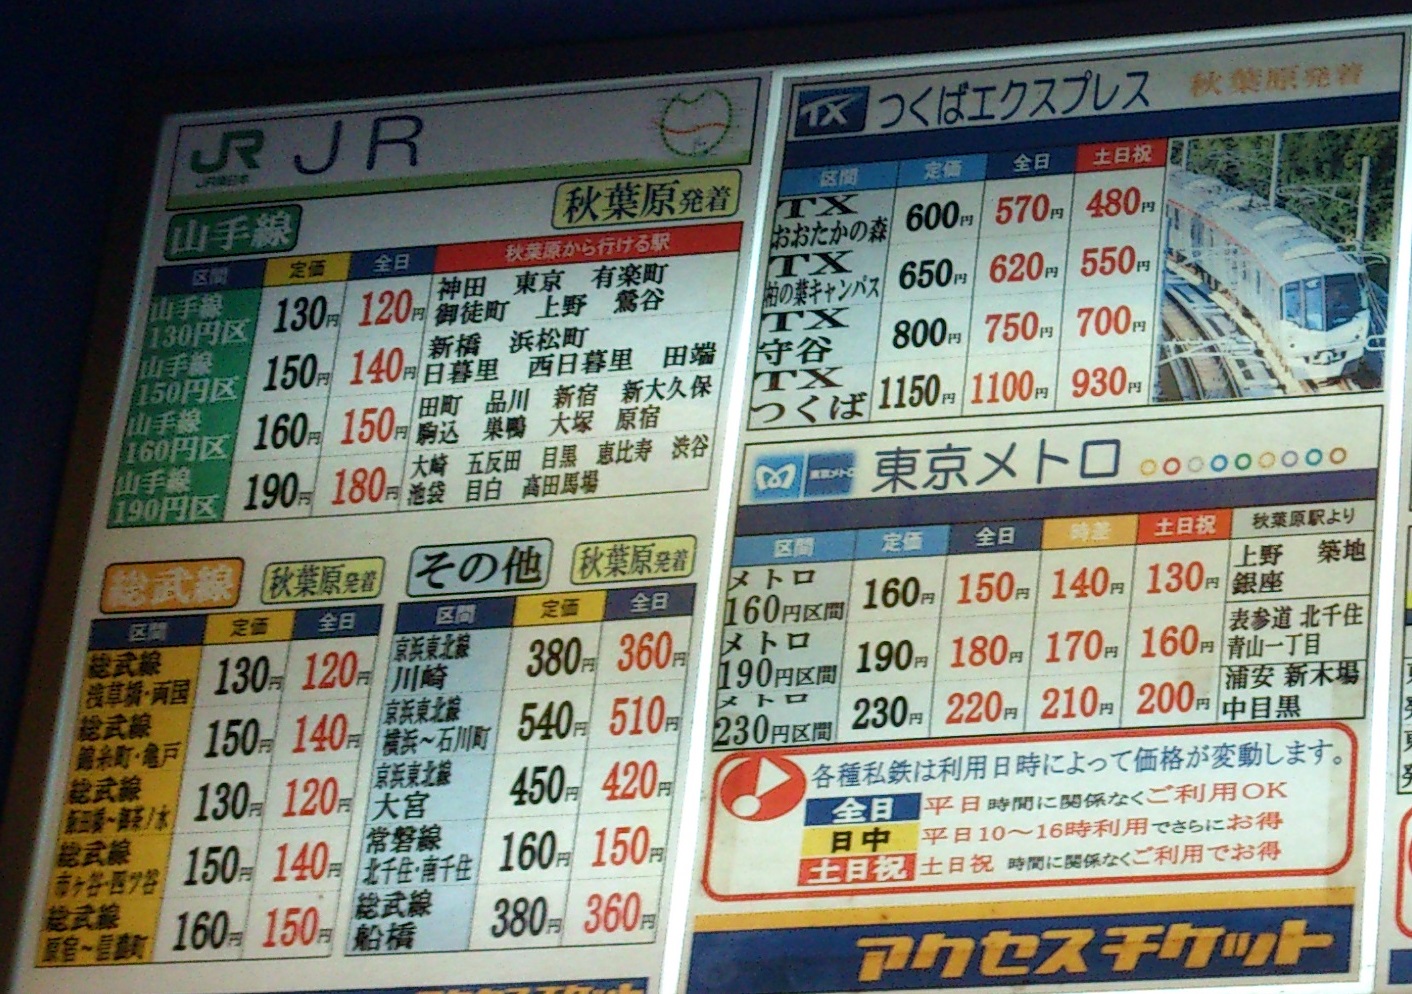 JR JR
JR東日本
山手線 秋葉原発着
区間 定価 全日 秋葉原から行ける駅
山手線 130円区 130円 120円 神田 東京 有楽町
御徒町 上野 鶯谷
山手線 150円区 150円 140円 新橋 浜松町
日暮里 西日暮里 田端
山手線 160円区 160円 150円 田町 品川 新宿 新大久保
駒込 巣鴨 大塚 原宿
山手線 190円区 190円 180円 大崎 五反田 目黒 恵比寿 渋谷
池袋 目白 高田馬場
総武線 秋葉原発着
区間 定価 全日
総武線
浅草橋・両国 130円 120円
総武線
錦糸町・亀戸 150円 140円
総武線
飯田橋～御茶ノ水 130円 120円
総武線
市ヶ谷・四ツ谷 150円 140円
総武線
原宿～信濃町 160円 150円
その他 秋葉原発着
区間 定価 全日
京浜東北線
川崎 380円 360円
京浜東北線
横浜～石川町 540円 510円
京浜東北線
大宮 450円 420円
常磐線
北千住・南千住 160円 150円
総武線
船橋 380円 360円
アクセスチケット
TX つくばエクスプレス 秋葉原発着
区間 定価 全日 土日祝
TX
おおたかの森 600円 570円 480円
TX
柏の葉キャンパス 650円 620円 550円
TX
守谷 800円 750円 700円
TX
つくば 1150円 1100円 930円
東京メトロ 東京メトロ
区間 定価 全日 時差 土日祝 秋葉原駅より
メトロ
160円区間 160円 150円 140円 130円 上野 築地
銀座
メトロ
190円区間 190円 180円 170円 160円 表参道 北千住
青山一丁目
メトロ
230円区間 230円 220円 210円 200円 浦安 新木場
中目黒
各種私鉄は利用日時によって価格が変動します。
全日 平日 時間に関係なくご利用OK
日中 平日10～16時利用でさらにお得
土日祝 土日祝 時間に関係なくご利用でお得
アクセスチケット